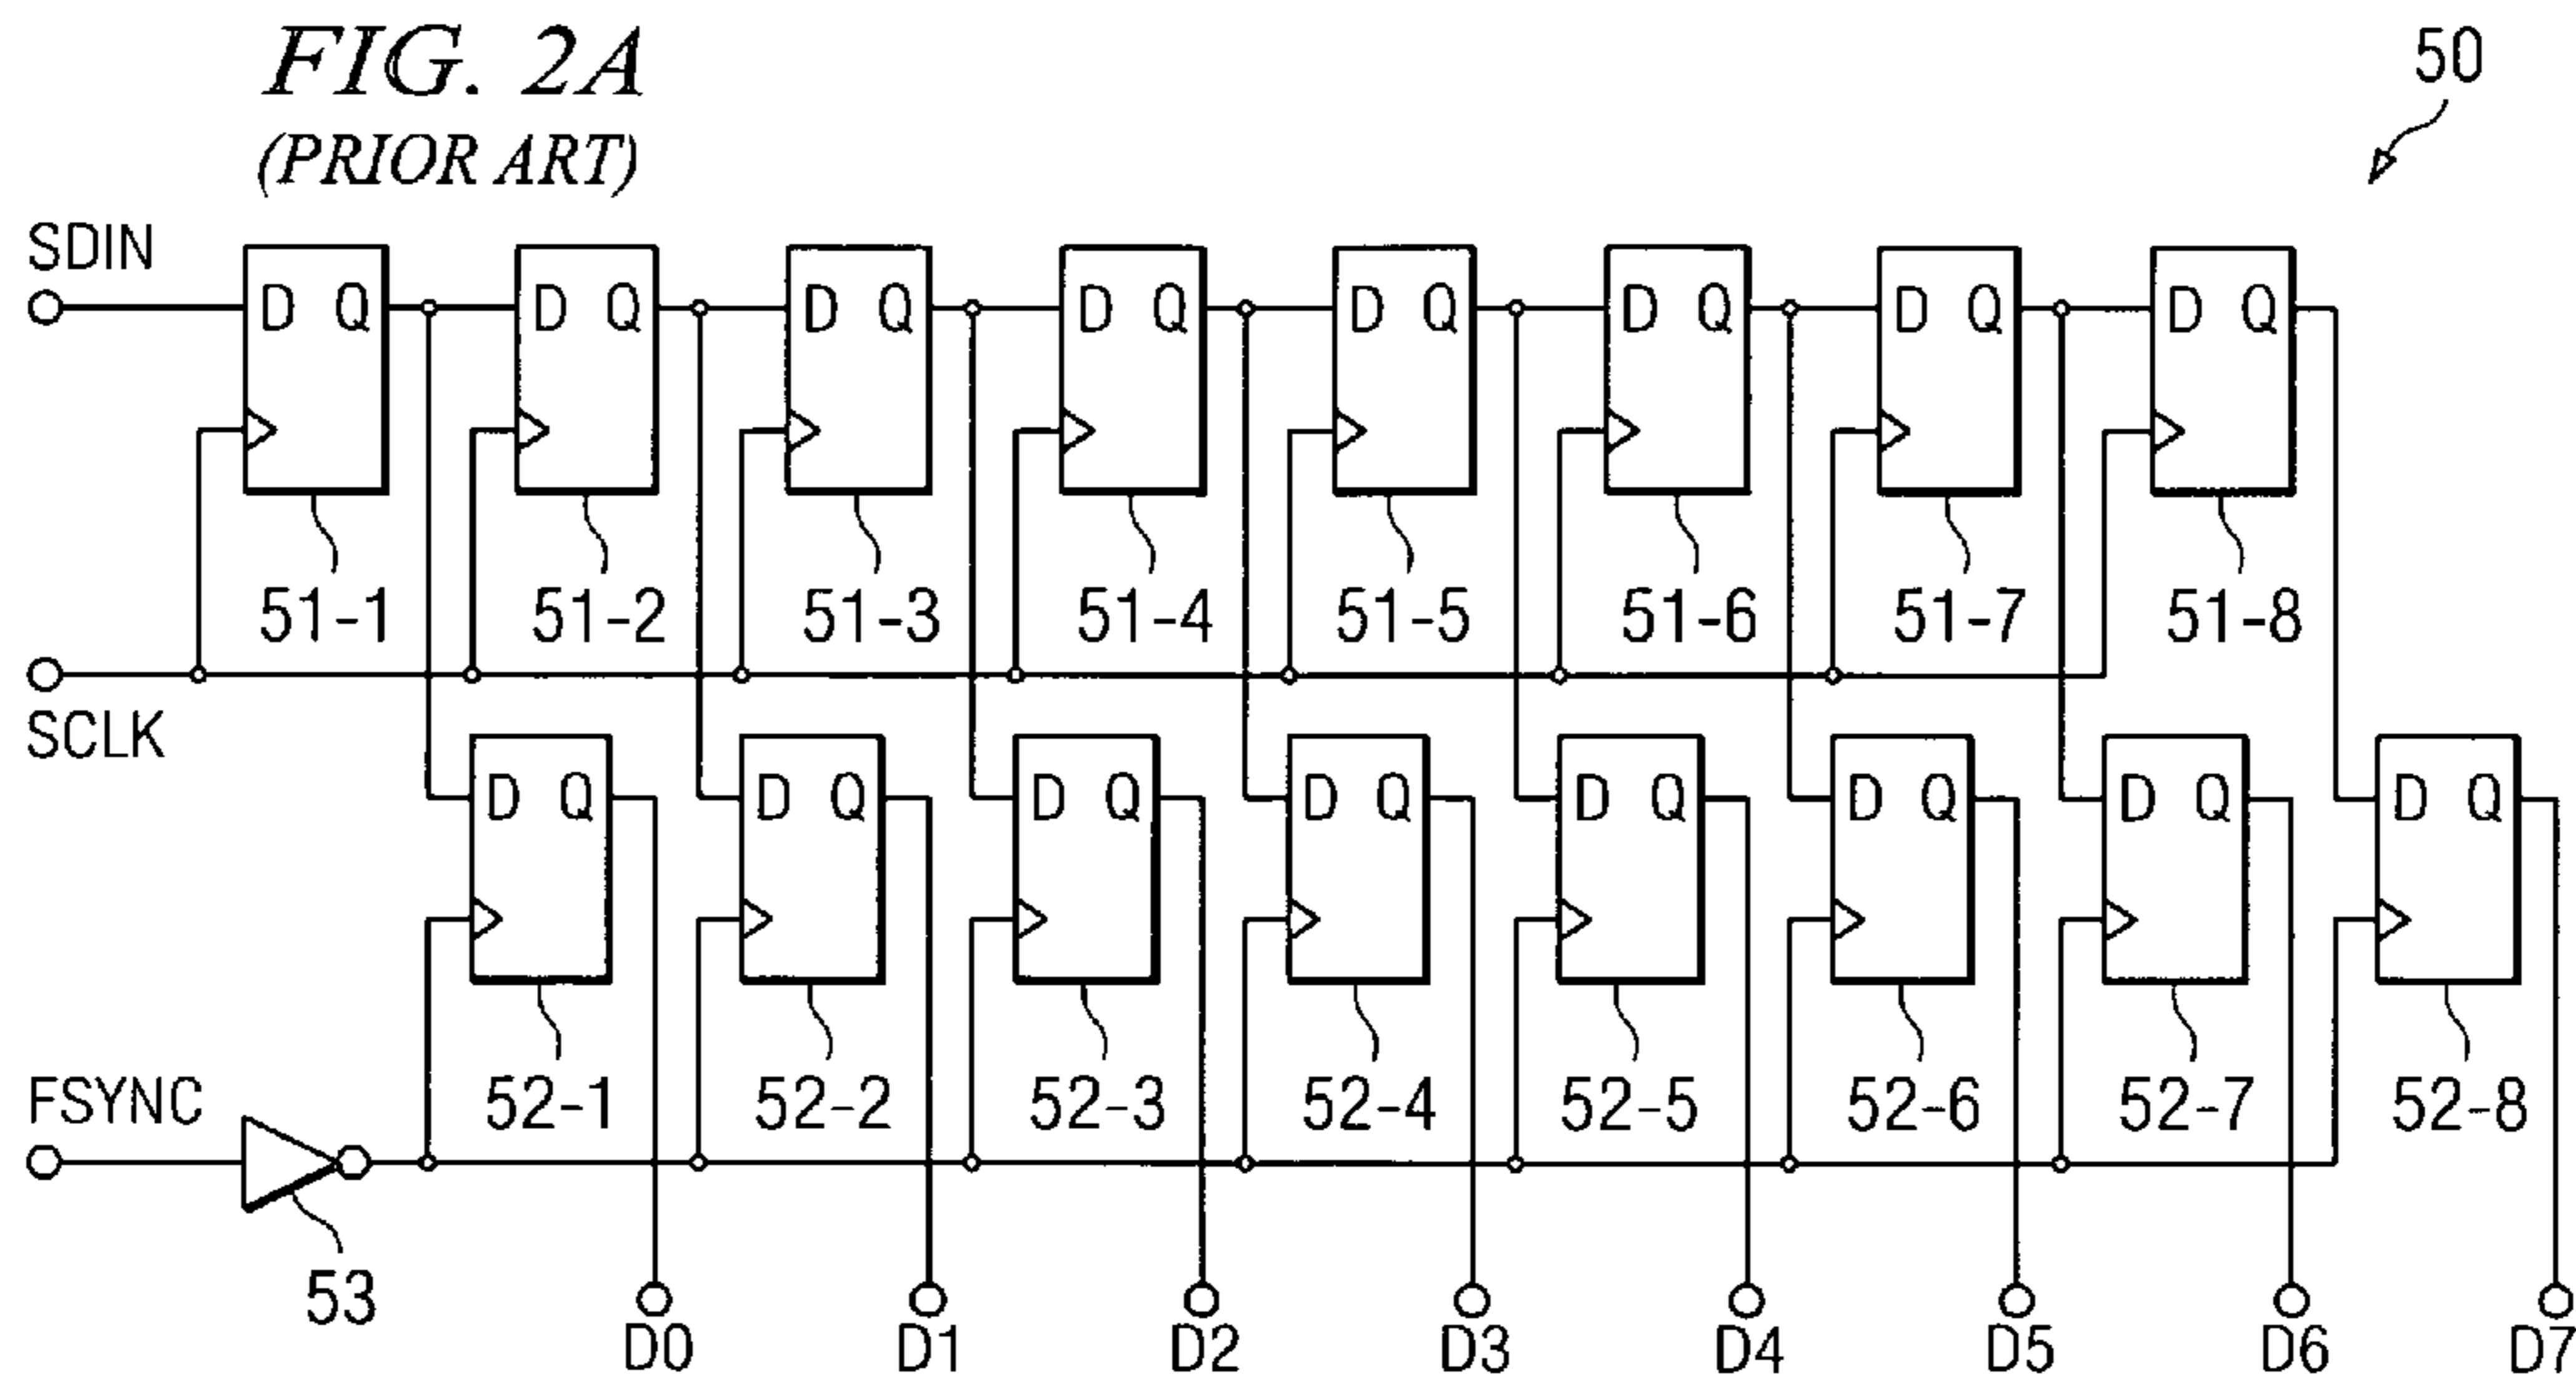 FIG. 2A
(PRIOR ART)
50
SDIN
D Q D Q D Q D Q D Q D Q D Q D Q
51-1 51-2 51-3 51-4 51-5 51-6 51-7 51-8
SCLK
D Q D Q D Q D Q D Q D Q D Q D Q
52-1 52-2 52-3 52-4 52-5 52-6 52-7 52-8
FSYNC
53
D0 D1 D2 D3 D4 D5 D6 D7